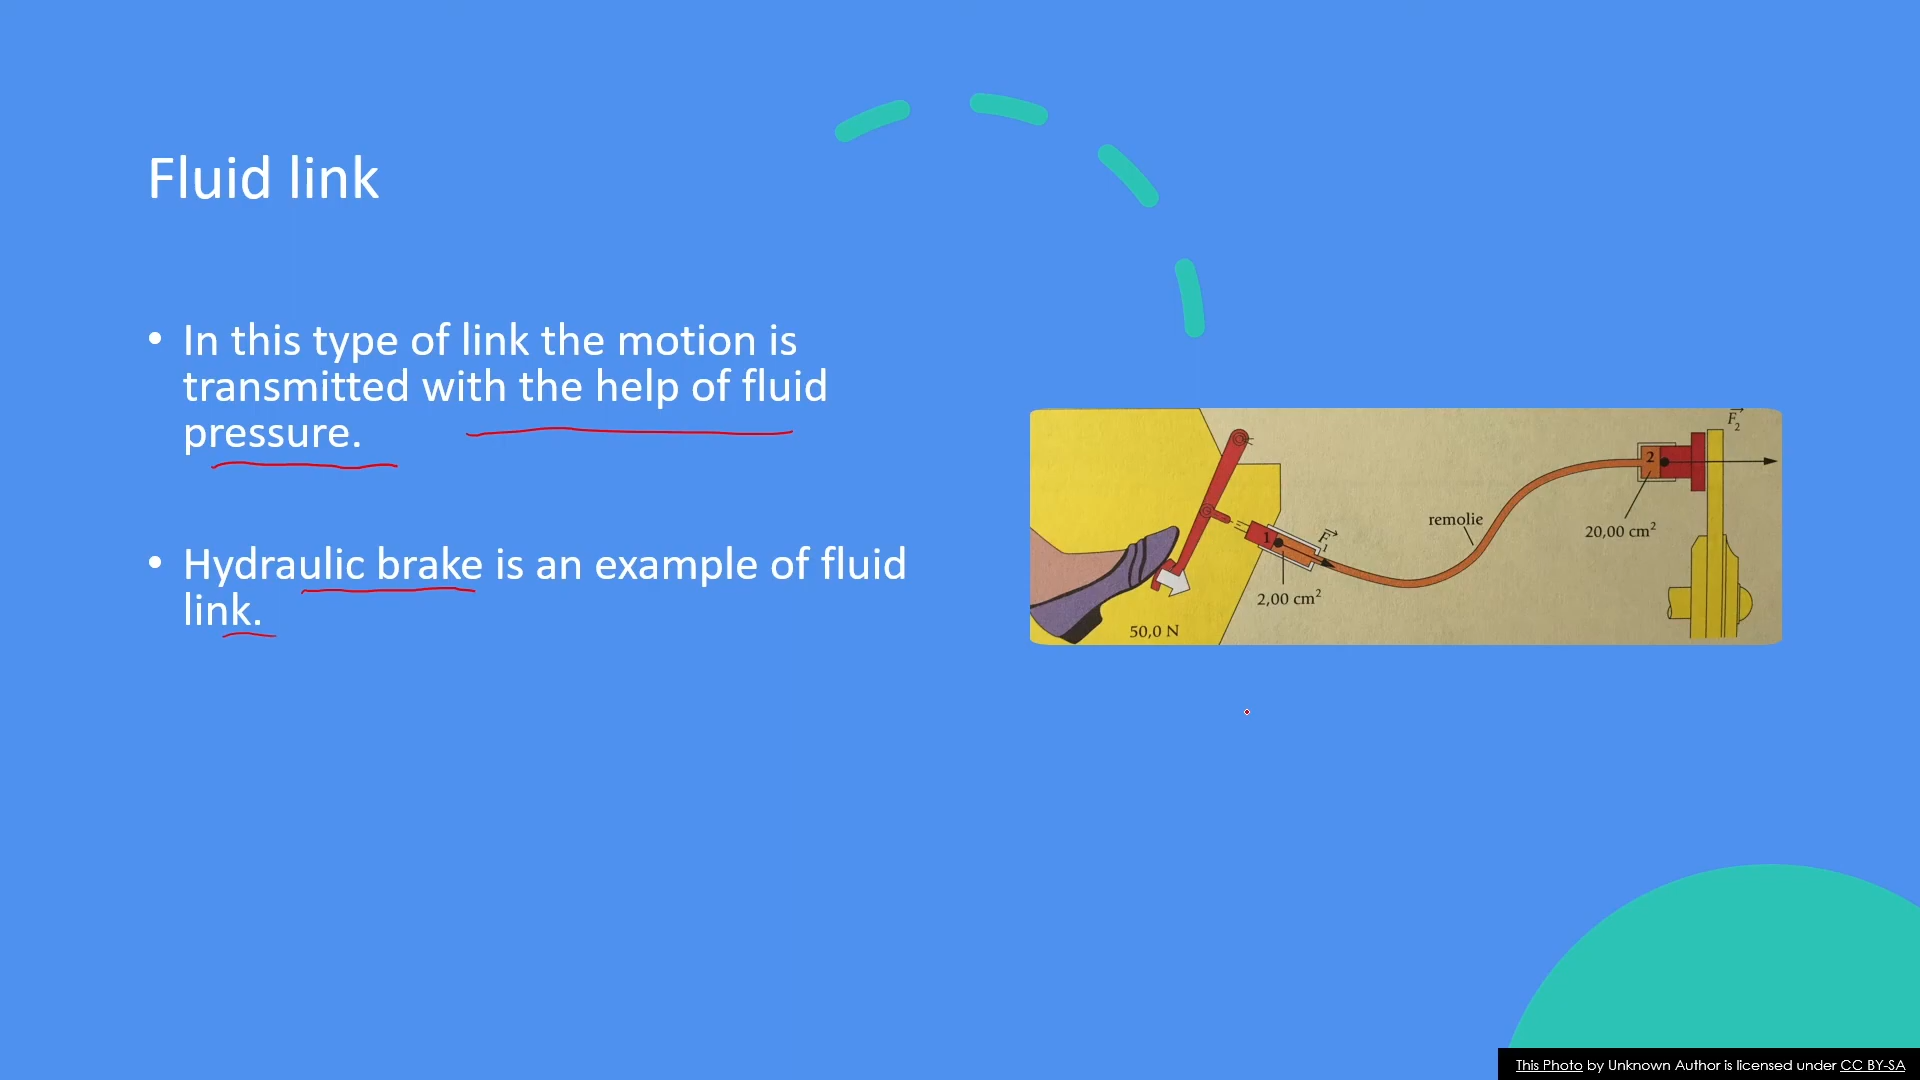 Fluid link
• In this type of link the motion is
transmitted with the help of fluid
pressure.
• Hydraulic brake is an example of fluid
link.
F₂
2
remolie
20,00 cm²
1
F₁
2,00 cm²
50,0 N
This Photo by Unknown Author is licensed under CC BY-SA